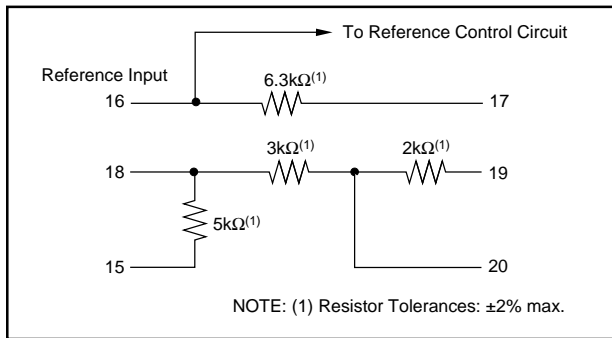 To Reference Control Circuit
Reference Input
16
6.3kΩ(1)
17
18
3kΩ(1)
2kΩ(1)
19
5kΩ(1)
15
20
NOTE: (1) Resistor Tolerances: ±2% max.